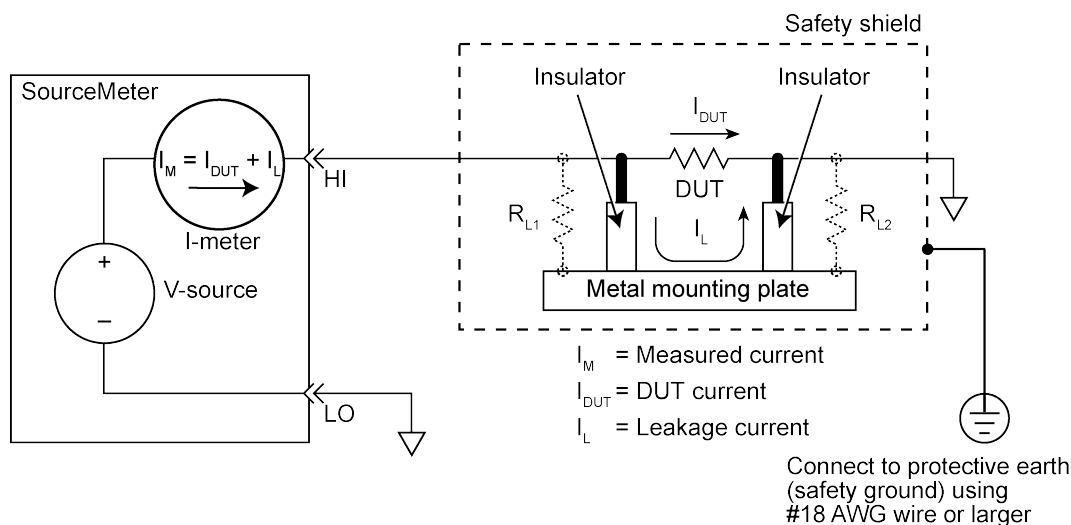 Safety shield
SourceMeter
Insulator
Insulator
I_DUT
I_M = I_DUT + I_L
HI
DUT
R_L1
R_L2
I_L
I-meter
+
V-source
Metal mounting plate
–
I_M = Measured current
I_DUT = DUT current
LO
I_L = Leakage current
Connect to protective earth
(safety ground) using
#18 AWG wire or larger